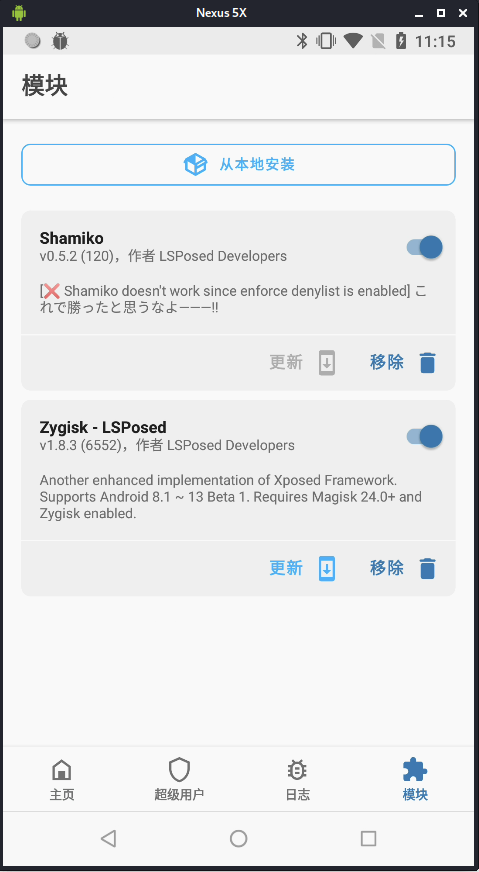 Nexus 5X
11:15
模块
从本地安装
Shamiko
v0.5.2 (120)，作者 LSPosed Developers
[❌ Shamiko doesn't work since enforce denylist is enabled] こ
れで勝ったと思うなよ―――!!
更新 移除
Zygisk - LSPosed
v1.8.3 (6552)，作者 LSPosed Developers
Another enhanced implementation of Xposed Framework.
Supports Android 8.1 ~ 13 Beta 1. Requires Magisk 24.0+ and
Zygisk enabled.
更新 移除
主页 超级用户 日志 模块